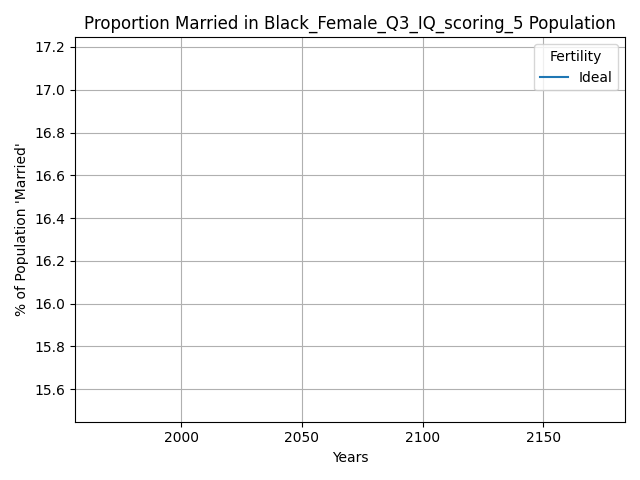 Proportion Married in Black_Female_Q3_IQ_scoring_5 Population
17.2
17.0
16.8
16.6
16.4
16.2
16.0
15.8
15.6
% of Population 'Married'
Fertility
Ideal
2000
2050
2100
2150
Years